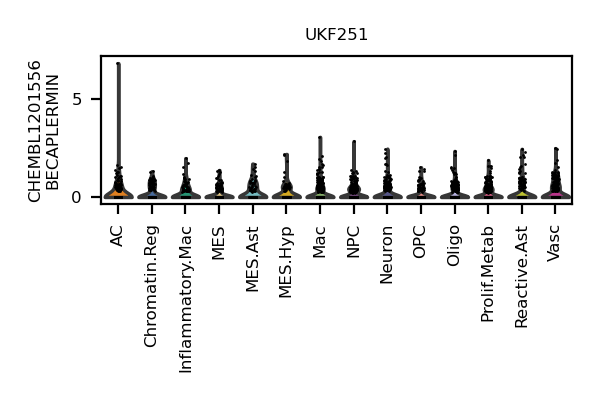 UKF251
CHEMBL1201556
BECAPLERMIN
5
0
AC
Chromatin.Reg
Inflammatory.Mac
MES
MES.Ast
MES.Hyp
Mac
NPC
Neuron
OPC
Oligo
Prolif.Metab
Reactive.Ast
Vasc